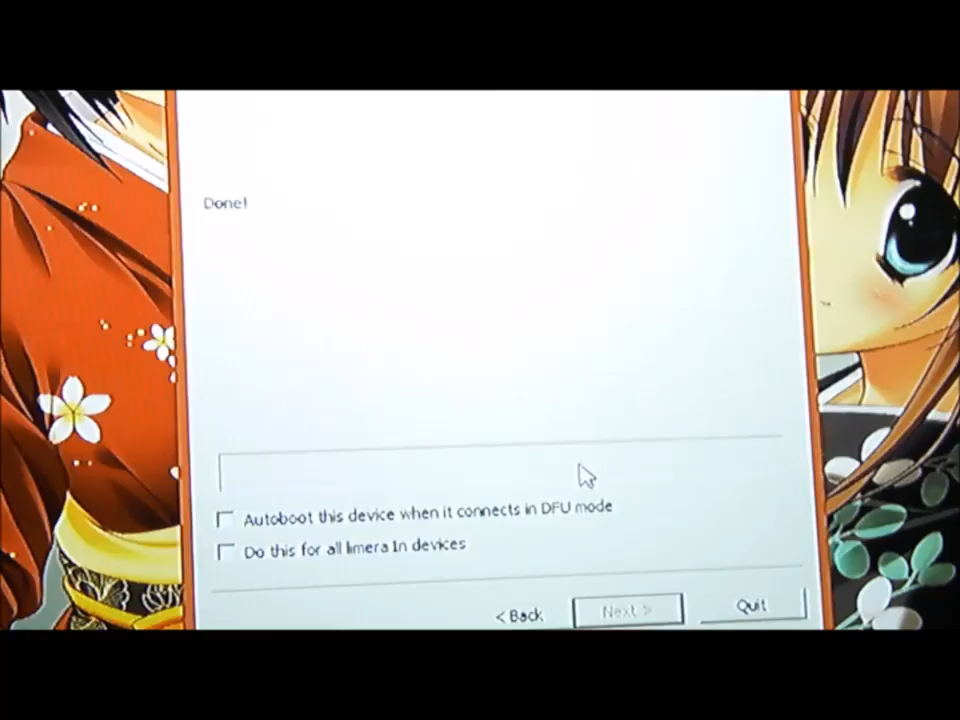 Done!
Autoboot this device when it connects in DFU mode
Do this for all limera1n devices
< Back Next > Quit